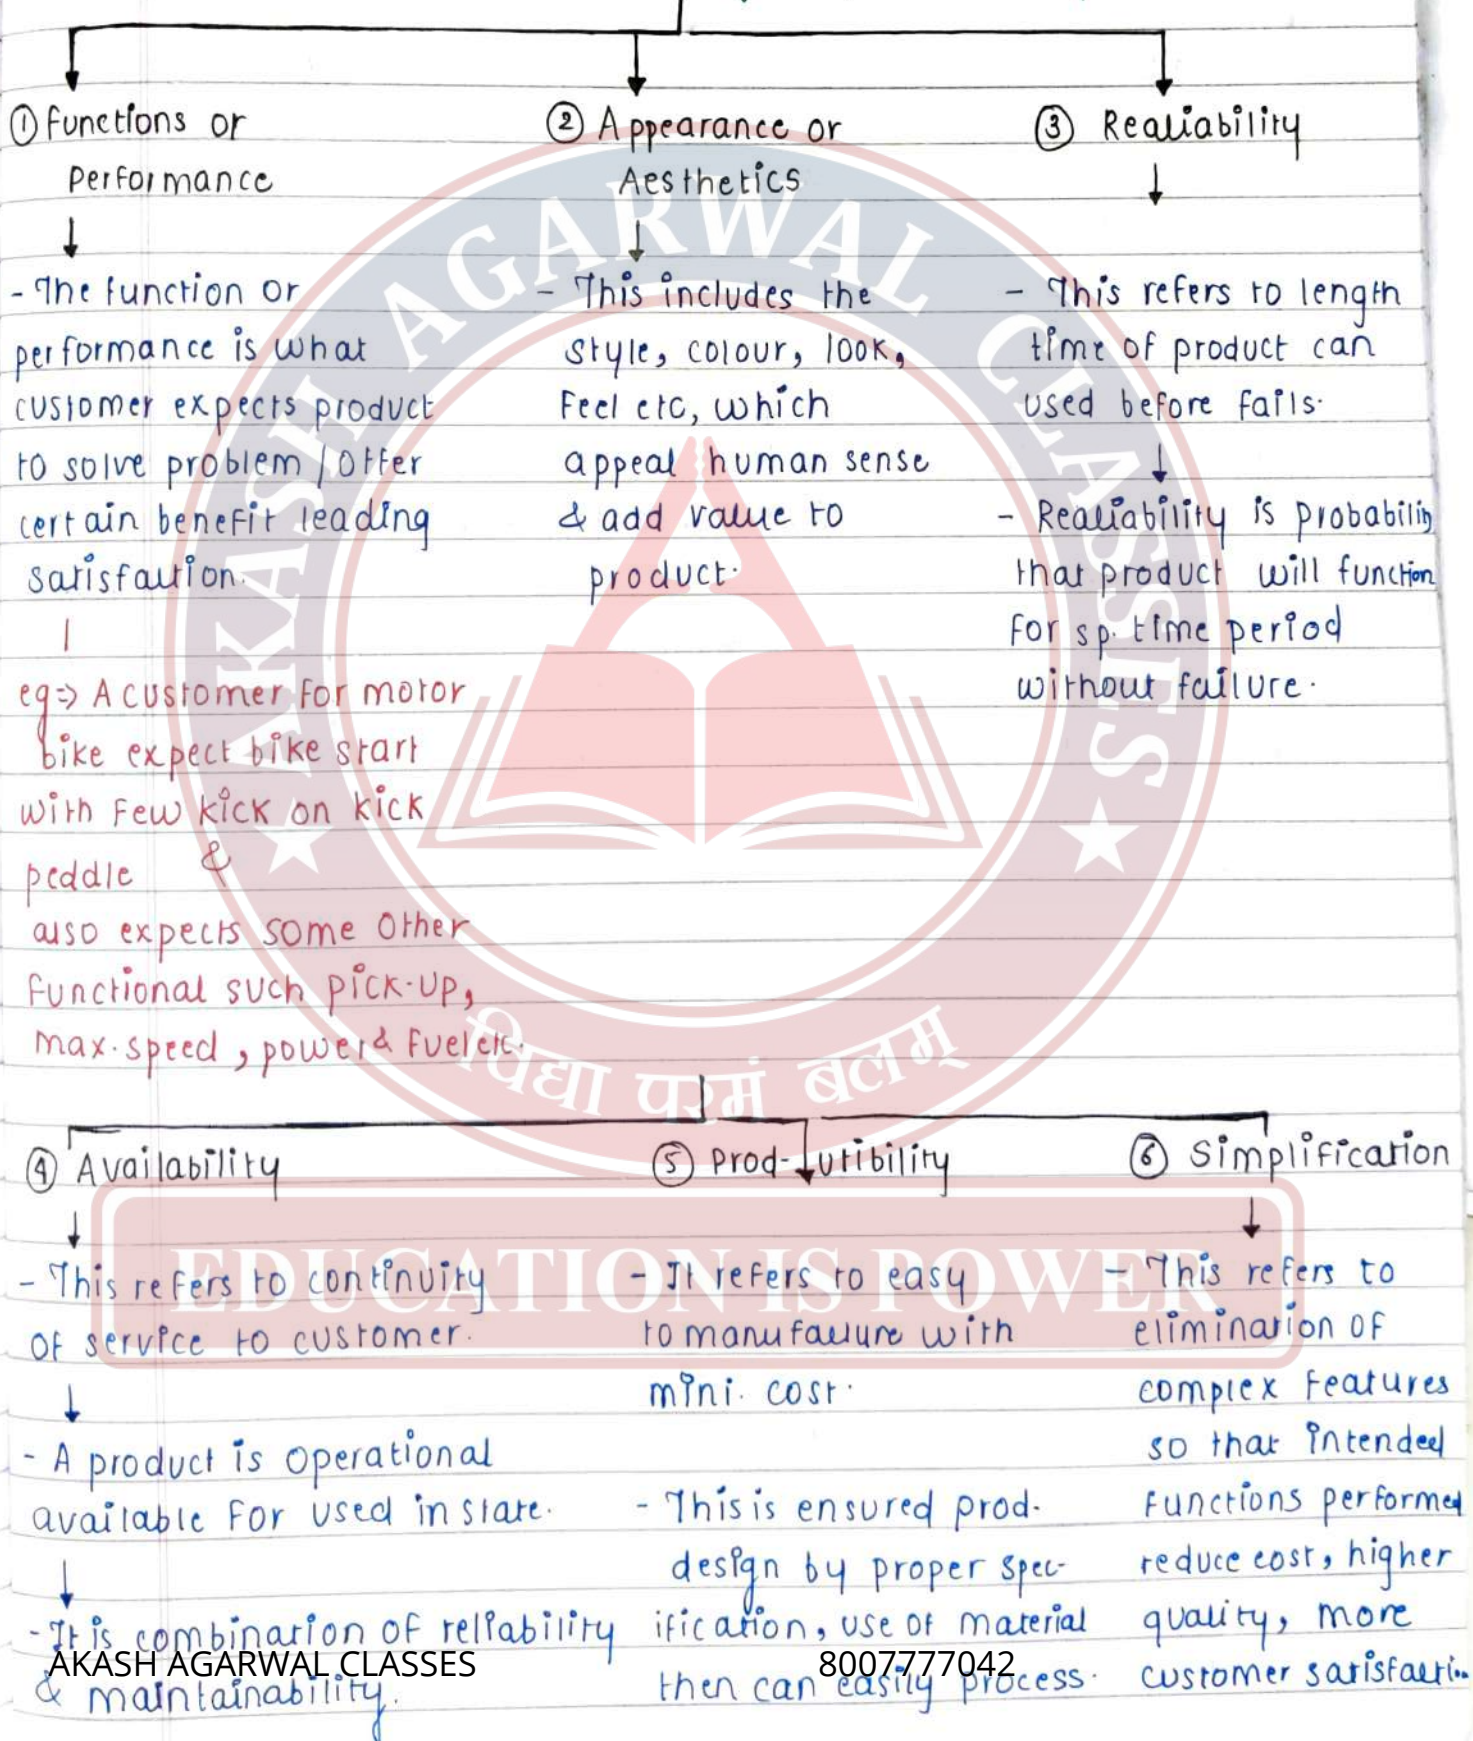 ① Functions or
Performance
- The function or
performance is what
customer expects product
to solve problem / offer
certain benefit leading
satisfaction.
eg => A customer for motor
bike expect bike start
with few kick on kick
peddle &
also expects some other
functional such pick-up,
max. speed, power & fuel etc.
② Appearance or
Aesthetics
- This includes the
style, colour, look,
Feel etc, which
appeal human sense
& add value to
product.
③ Realiability
- This refers to length
time of product can
used before fails.
- Realiability is probability
that product will function
for sp. time period
without failure.
④ Availability
- This refers to continuity
of service to customer.
- A product is operational
available for used in state.
- It is combination of reliability
& maintainability.
⑤ Prod-utibility
- It refers to easy
to manufacture with
mini. cost.
- This is ensured prod.
design by proper spec-
ification, use of material
then can easily process.
⑥ Simplification
- This refers to
elimination of
complex features
so that intended
functions performed
reduce cost, higher
quality, more
customer satisfacti..
AKASH AGARWAL CLASSES
विद्या परमं बलम्
EDUCATION IS POWER
AKASH AGARWAL CLASSES
8007777042